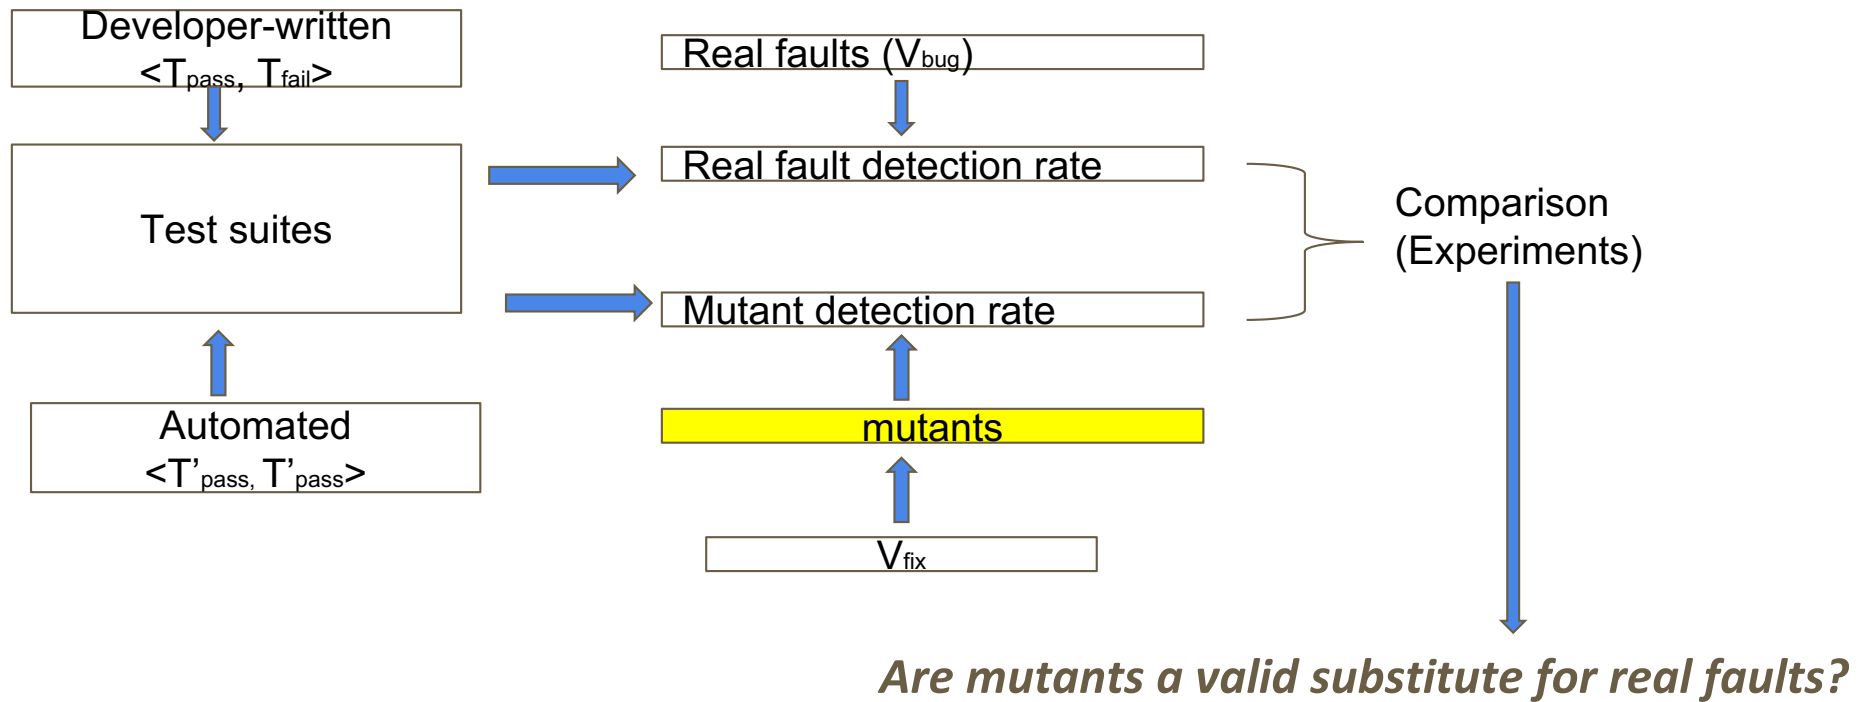 Developer-written
<Tpass, Tfail>
Test suites
Automated
<T’pass, T’pass>
Real faults (Vbug)
Real fault detection rate
Mutant detection rate
mutants
Vfix
Comparison
(Experiments)
Are mutants a valid substitute for real faults?